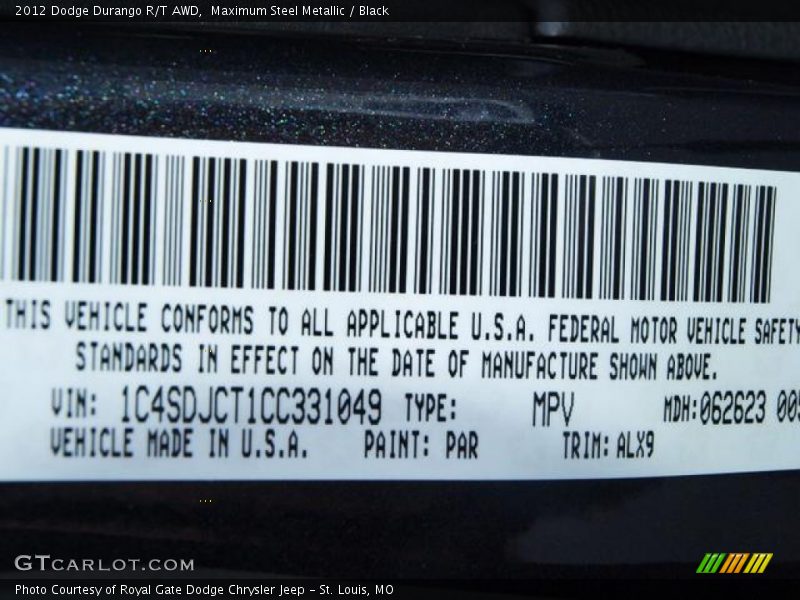 2012 Dodge Durango R/T AWD, Maximum Steel Metallic / Black
THIS VEHICLE CONFORMS TO ALL APPLICABLE U.S.A. FEDERAL MOTOR VEHICLE SAFETY
STANDARDS IN EFFECT ON THE DATE OF MANUFACTURE SHOWN ABOVE.
VIN: 1C4SDJCT1CC331049 TYPE: MPV MDH:062623
VEHICLE MADE IN U.S.A. PAINT: PAR TRIM: ALX9
GTCARLOT.COM
Photo Courtesy of Royal Gate Dodge Chrysler Jeep - St. Louis, MO